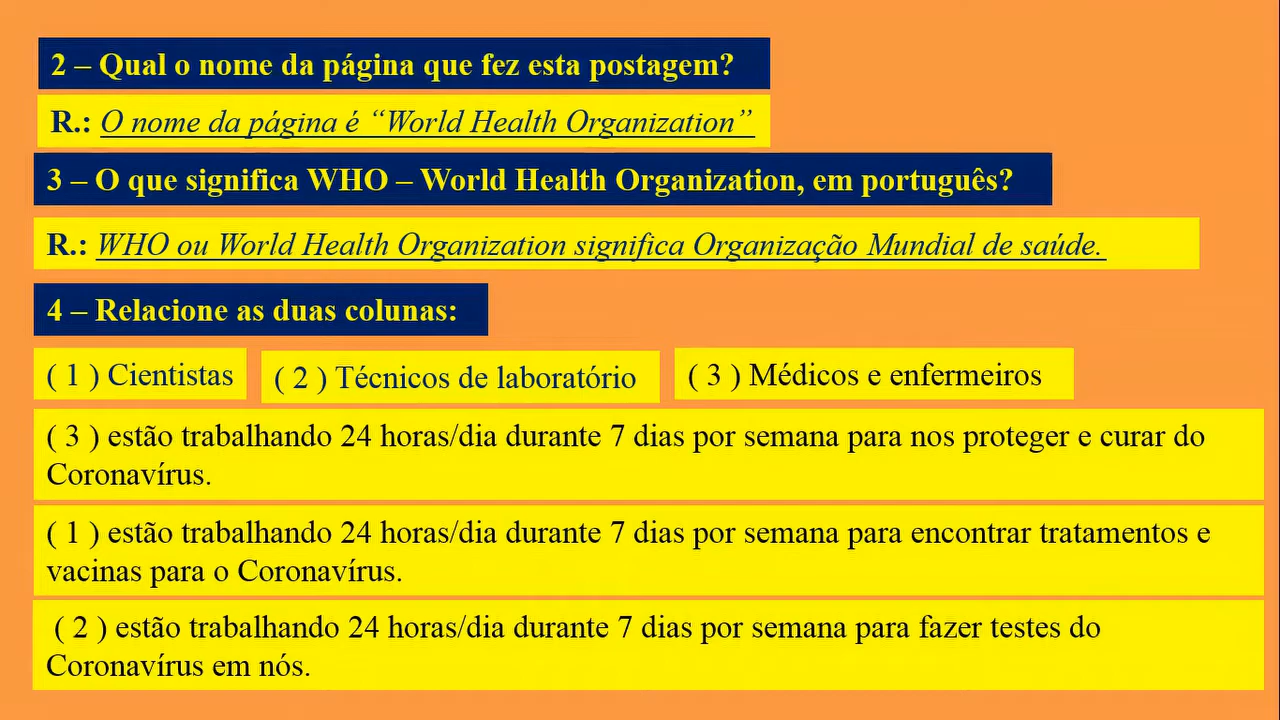 2 – Qual o nome da página que fez esta postagem?
R.: O nome da página é “World Health Organization”
3 – O que significa WHO – World Health Organization, em português?
R.: WHO ou World Health Organization significa Organização Mundial de saúde.
4 – Relacione as duas colunas:
( 1 ) Cientistas ( 2 ) Técnicos de laboratório ( 3 ) Médicos e enfermeiros
( 3 ) estão trabalhando 24 horas/dia durante 7 dias por semana para nos proteger e curar do
Coronavírus.
( 1 ) estão trabalhando 24 horas/dia durante 7 dias por semana para encontrar tratamentos e
vacinas para o Coronavírus.
( 2 ) estão trabalhando 24 horas/dia durante 7 dias por semana para fazer testes do
Coronavírus em nós.